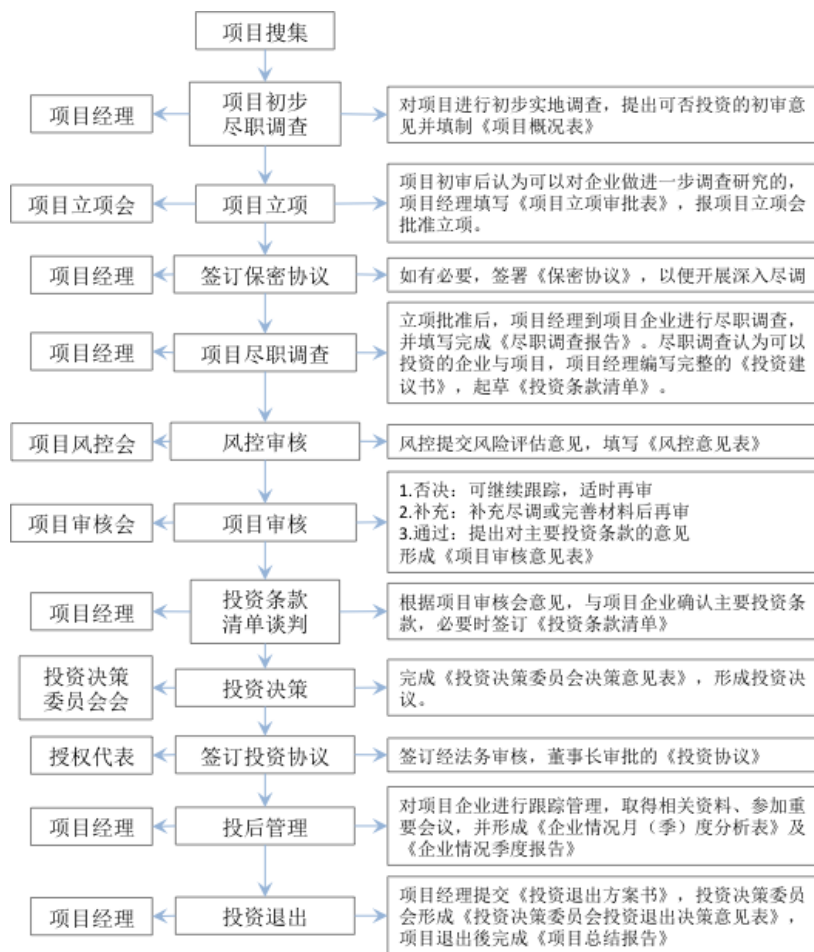 项目搜集
项目经理
项目初步
尽职调查
对项目进行初步实地调查，提出可否投资的初审意
见并填制《项目概况表》
项目立项会
项目立项
项目初审后认为可以对企业做进一步调查研究的，
项目经理填写《项目立项审批表》，报项目立项会
批准立项。
项目经理
签订保密协议
如有必要，签署《保密协议》，以便开展深入尽调
项目经理
项目尽职调查
立项批准后，项目经理到项目企业进行尽职调查，
并填写完成《尽职调查报告》。尽职调查认为可以
投资的企业与项目，项目经理编写完整的《投资建
议书》，起草《投资条款清单》。
项目风控会
风控审核
风控提交风险评估意见，填写《风控意见表》
项目审核会
项目审核
1.否决：可继续跟踪，适时再审
2.补充：补充尽调或完善材料后再审
3.通过：提出对主要投资条款的意见
形成《项目审核意见表》
项目经理
投资条款
清单谈判
根据项目审核会意见，与项目企业确认主要投资条
款，必要时签订《投资条款清单》
投资决策
委员会会
投资决策
完成《投资决策委员会决策意见表》，形成投资决
议。
授权代表
签订投资协议
签订经法务审核，董事长审批的《投资协议》
项目经理
投后管理
对项目企业进行跟踪管理，取得相关资料、参加重
要会议，并形成《企业情况月（季）度分析表》及
《企业情况季度报告》
项目经理
投资退出
项目经理提交《投资退出方案书》，投资决策委员
会形成《投资决策委员会投资退出决策意见表》，
项目退出後完成《项目总结报告》